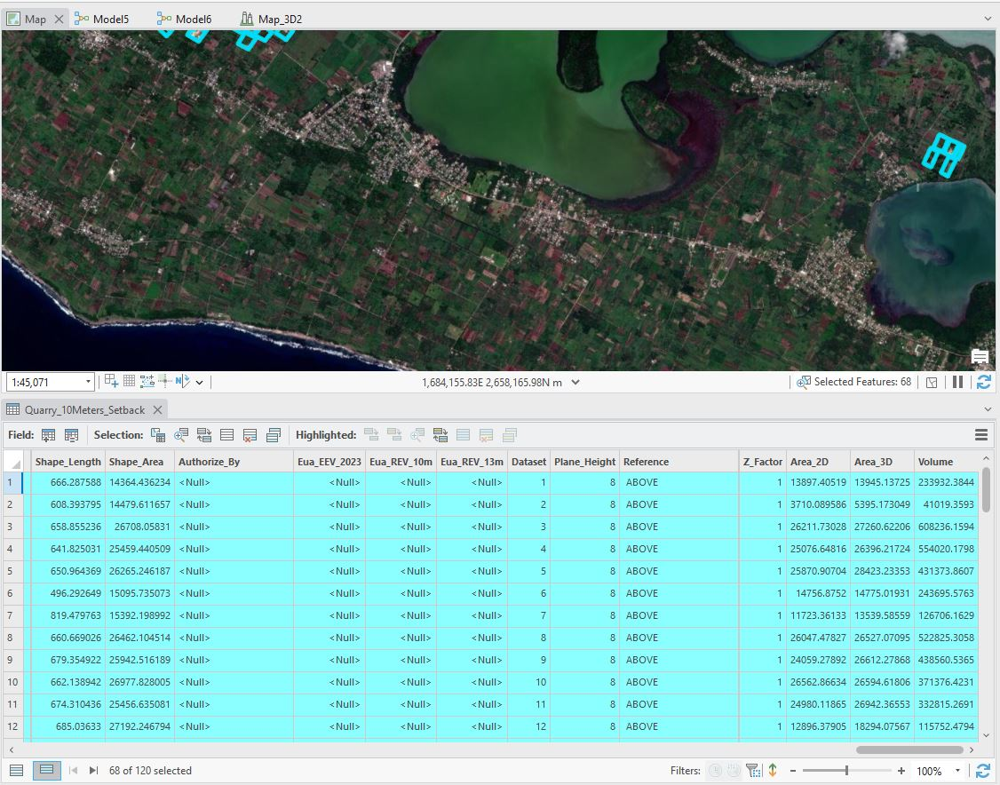 Map Model5 Model6 Map_3D2
1:45,071 1,684,155.83E 2,658,165.98N m Selected Features: 68
Quarry_10Meters_Setback
Field: Selection: Highlighted:
Shape_Length Shape_Area Authorize_By Eua_EEV_2023 Eua_REV_10m Eua_REV_13m Dataset Plane_Height Reference Z_Factor Area_2D Area_3D Volume
1 666.287588 14364.436234 <Null> <Null> <Null> <Null> 1 8 ABOVE 1 13897.40519 13945.13725 233932.3844
2 608.393795 14479.611657 <Null> <Null> <Null> <Null> 2 8 ABOVE 1 3710.089586 5395.173049 41019.3593
3 658.855236 26708.05831 <Null> <Null> <Null> <Null> 3 8 ABOVE 1 26211.73028 27260.62206 608236.1594
4 641.825031 25459.440509 <Null> <Null> <Null> <Null> 4 8 ABOVE 1 25076.64816 26396.21724 554020.1798
5 650.964369 26265.246187 <Null> <Null> <Null> <Null> 5 8 ABOVE 1 25870.90704 28423.23353 431373.8607
6 496.292649 15095.735073 <Null> <Null> <Null> <Null> 6 8 ABOVE 1 14756.8752 14775.01931 243695.5763
7 819.479763 15392.198992 <Null> <Null> <Null> <Null> 7 8 ABOVE 1 11723.36133 13539.58559 126706.1629
8 660.669026 26462.104514 <Null> <Null> <Null> <Null> 8 8 ABOVE 1 26047.47827 26527.07095 522825.3058
9 679.354922 25942.516189 <Null> <Null> <Null> <Null> 9 8 ABOVE 1 24059.27892 26612.27868 438560.5365
10 662.138942 26977.828005 <Null> <Null> <Null> <Null> 10 8 ABOVE 1 26562.86634 26594.61806 371376.4231
11 674.310436 25456.635081 <Null> <Null> <Null> <Null> 11 8 ABOVE 1 24980.11865 26942.36553 332815.2691
12 685.03633 27192.246794 <Null> <Null> <Null> <Null> 12 8 ABOVE 1 12896.37905 18294.07567 115752.4794
68 of 120 selected Filters: 100%